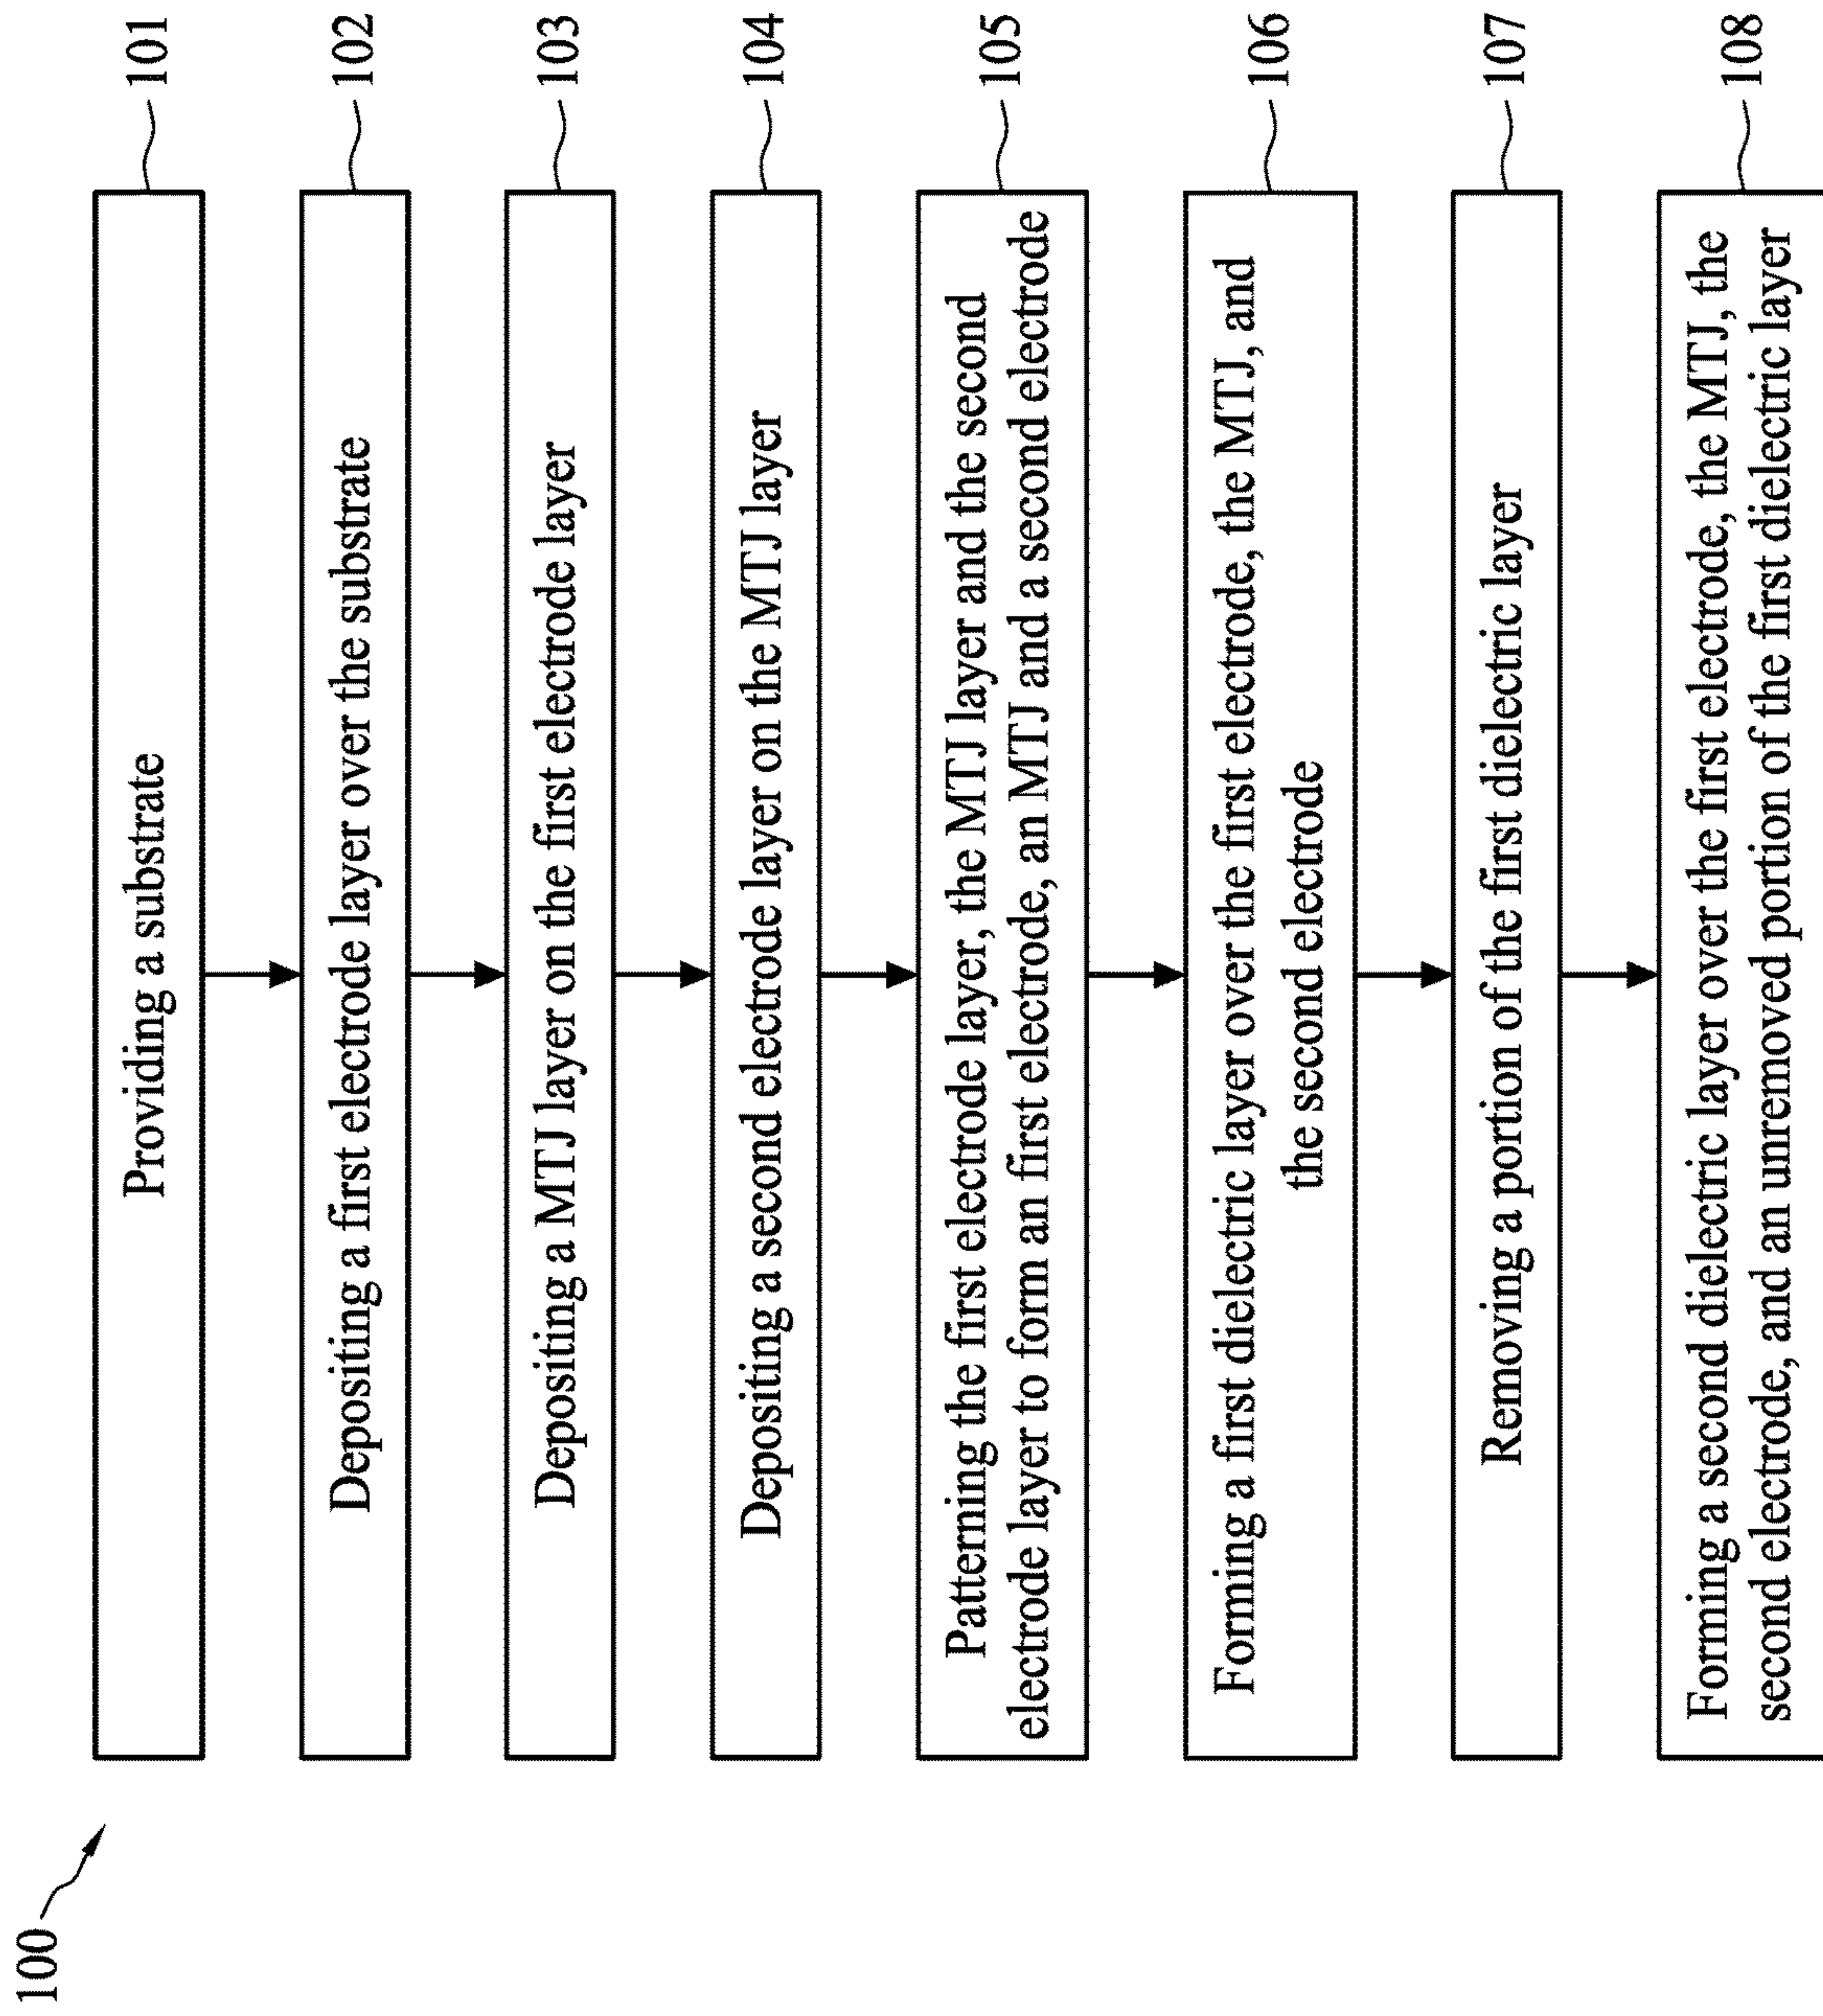 100
Providing a substrate
101
Depositing a first electrode layer over the substrate
102
Depositing a MTJ layer on the first electrode layer
103
Depositing a second electrode layer on the MTJ layer
104
Patterning the first electrode layer, the MTJ layer and the second
electrode layer to form an first electrode, an MTJ and a second electrode
105
Forming a first dielectric layer over the first electrode, the MTJ, and
the second electrode
106
Removing a portion of the first dielectric layer
107
Forming a second dielectric layer over the first electrode, the MTJ, the
second electrode, and an unremoved portion of the first dielectric layer
108